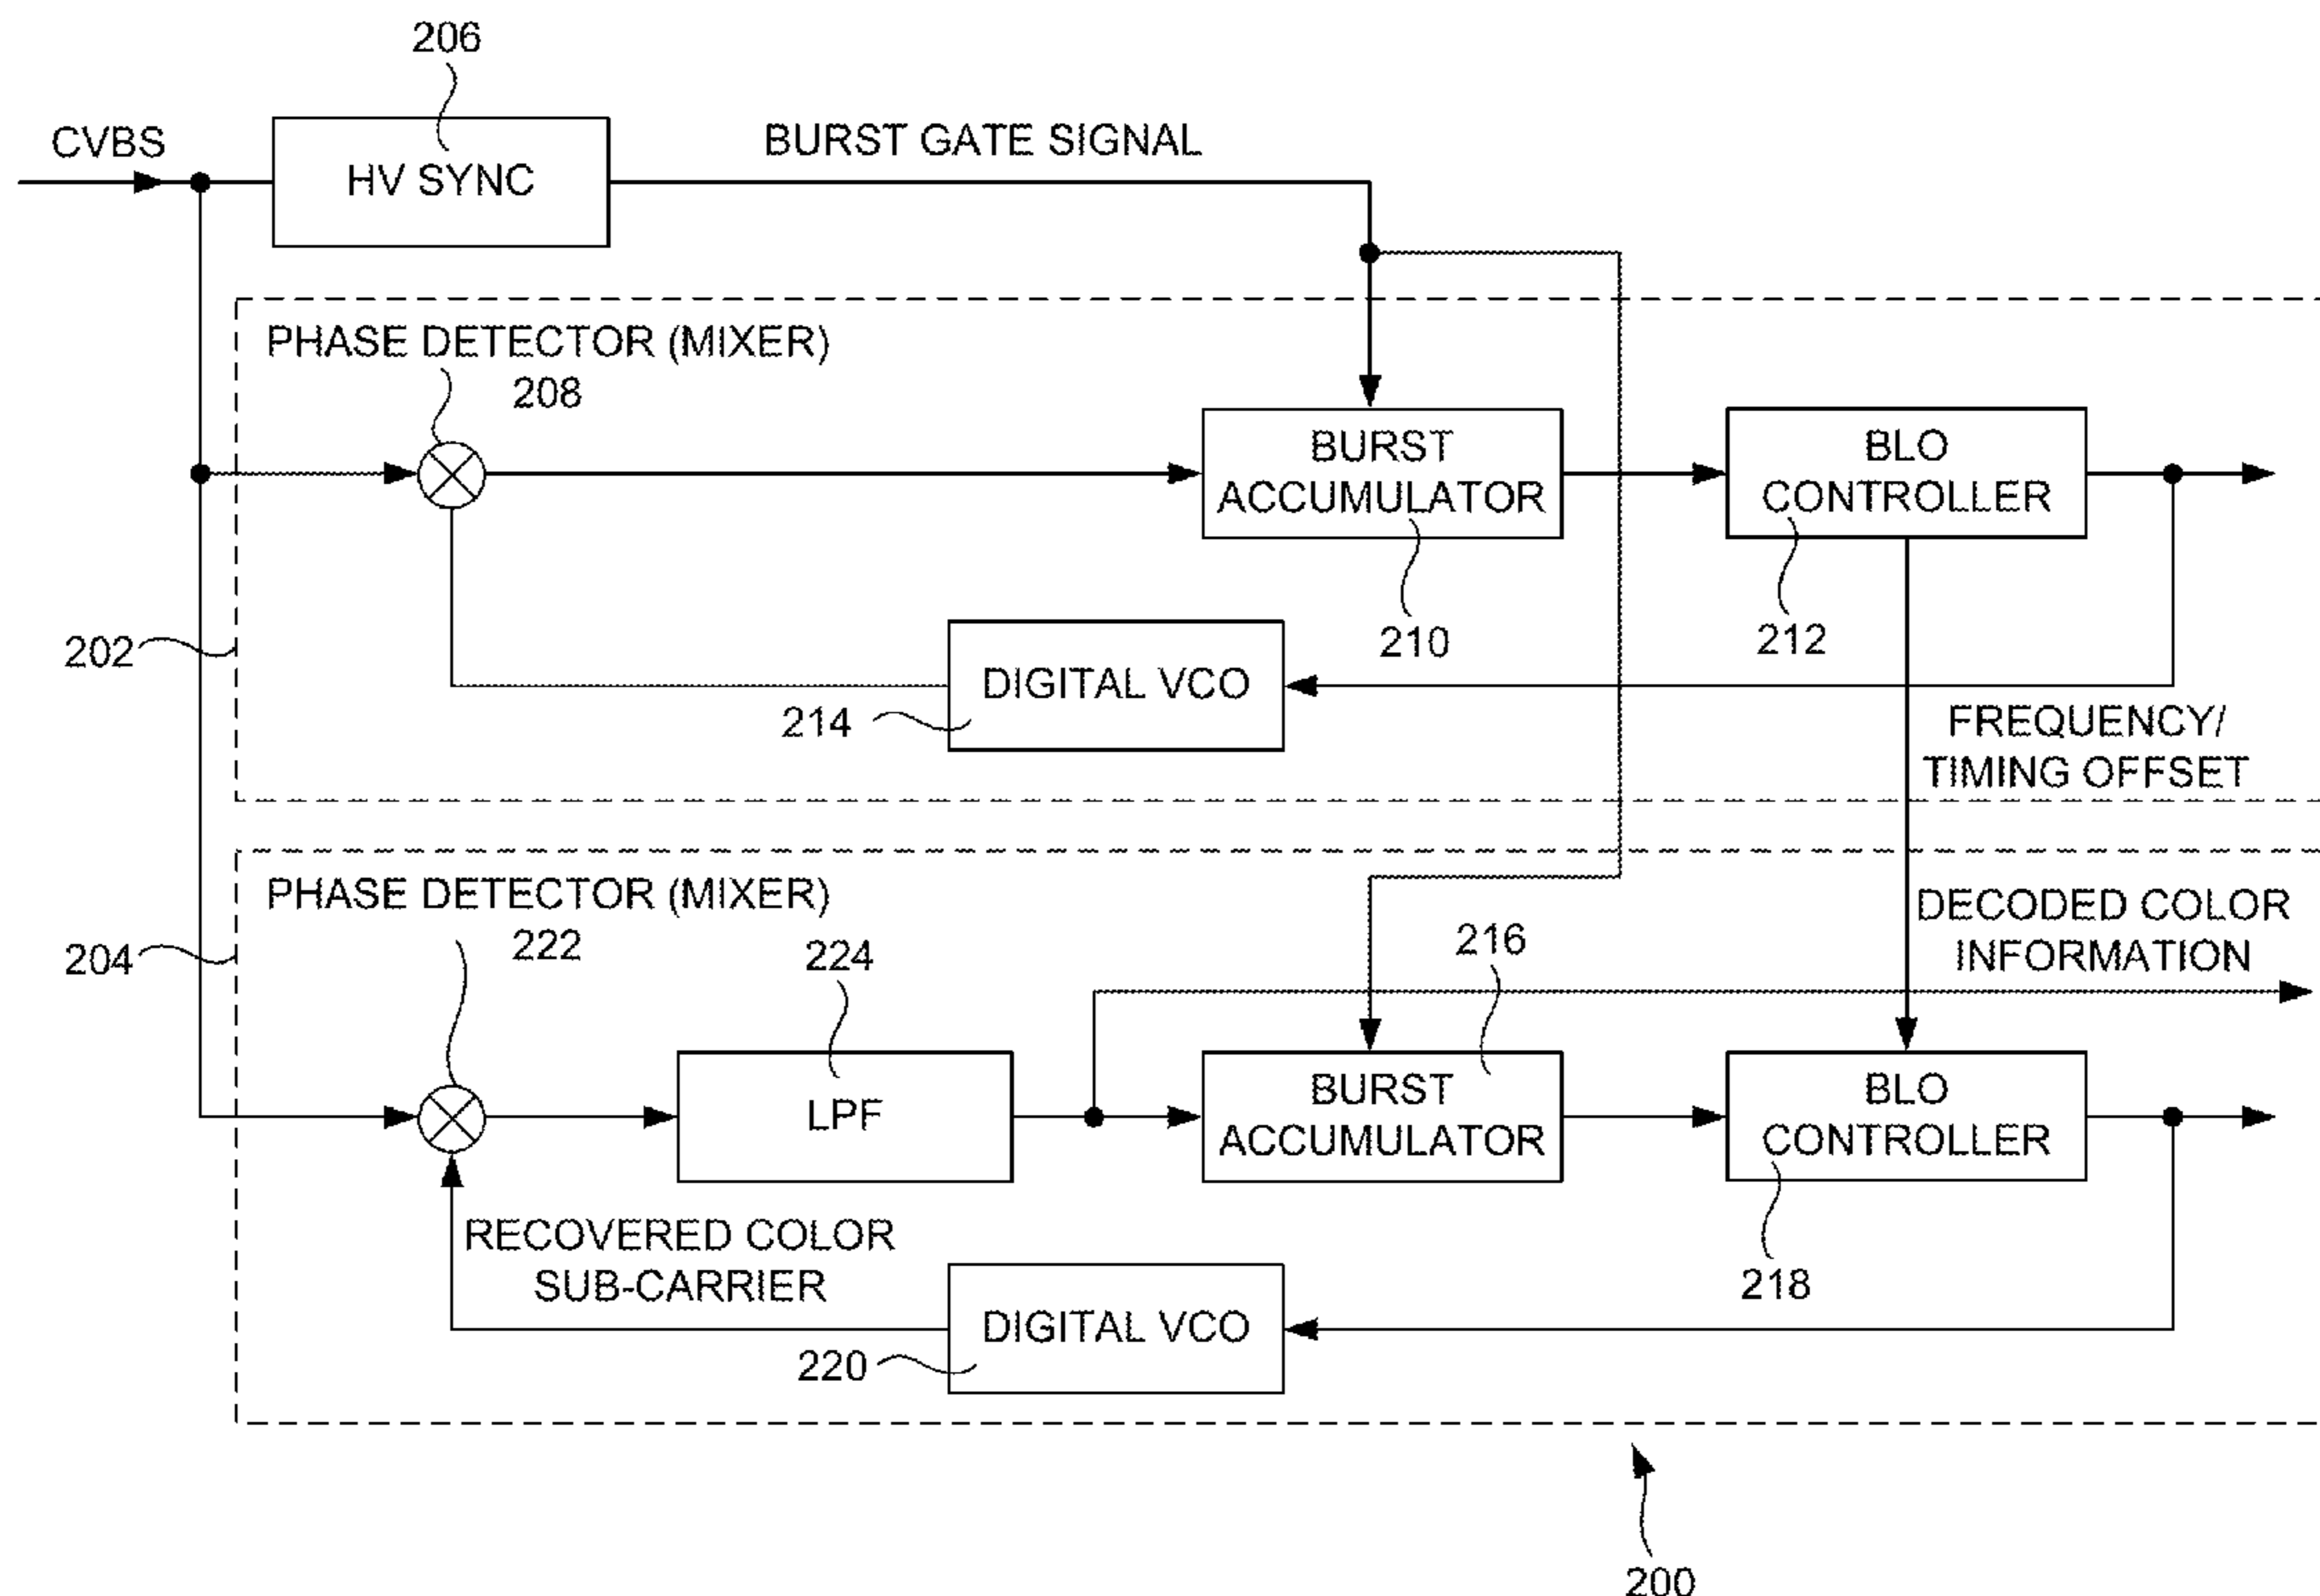 206
CVBS
HV SYNC
BURST GATE SIGNAL
PHASE DETECTOR (MIXER)
208
BURST
ACCUMULATOR
BLO
CONTROLLER
210
212
202
DIGITAL VCO
214
FREQUENCY/
TIMING OFFSET
PHASE DETECTOR (MIXER)
222
204
224
216
DECODED COLOR
INFORMATION
LPF
BURST
ACCUMULATOR
BLO
CONTROLLER
RECOVERED COLOR
SUB-CARRIER
218
DIGITAL VCO
220
200